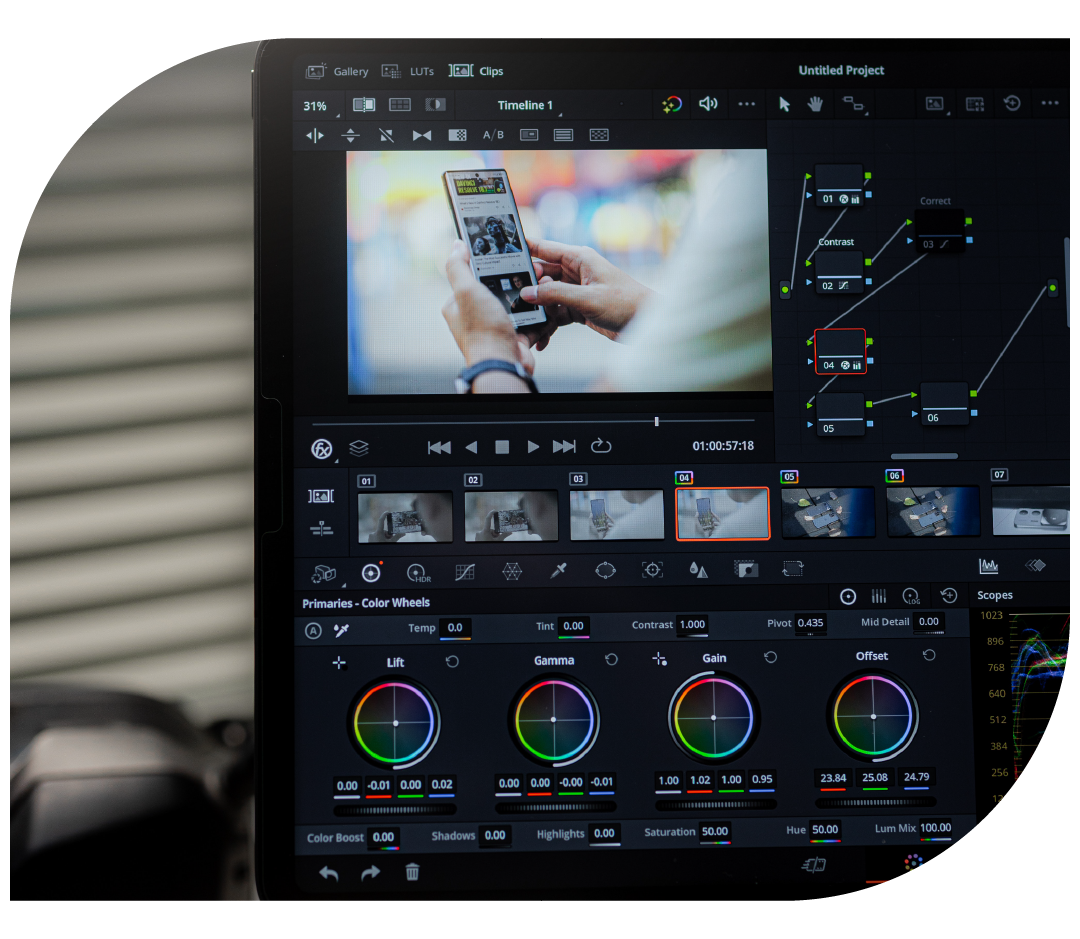 Gallery LUTs Clips Untitled Project
31% Timeline 1
A/B
DAVINCI
RESOLVE
01
Correct
03
Contrast
02
04
05
06
fx
01:00:57:18
01 02 03 04 05 06 07
HDR
Primaries - Color Wheels
LOG
Scopes
A Temp 0.0 Tint 0.00 Contrast 1.000 Pivot 0.435 Mid Detail 0.00
Lift Gamma Gain Offset
0.00 -0.01 0.00 0.02 0.00 0.00 -0.00 -0.01 1.00 1.02 1.00 0.95 23.84 25.08 24.79
Color Boost 0.00 Shadows 0.00 Highlights 0.00 Saturation 50.00 Hue 50.00 Lum Mix 100.00
1023
896
768
640
512
384
256